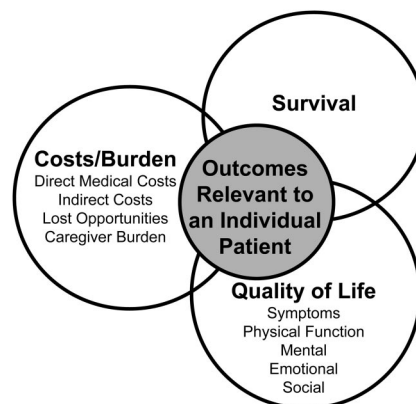 Survival
Costs/Burden
Direct Medical Costs
Indirect Costs
Lost Opportunities
Caregiver Burden
Outcomes
Relevant to
an Individual
Patient
Quality of Life
Symptoms
Physical Function
Mental
Emotional
Social